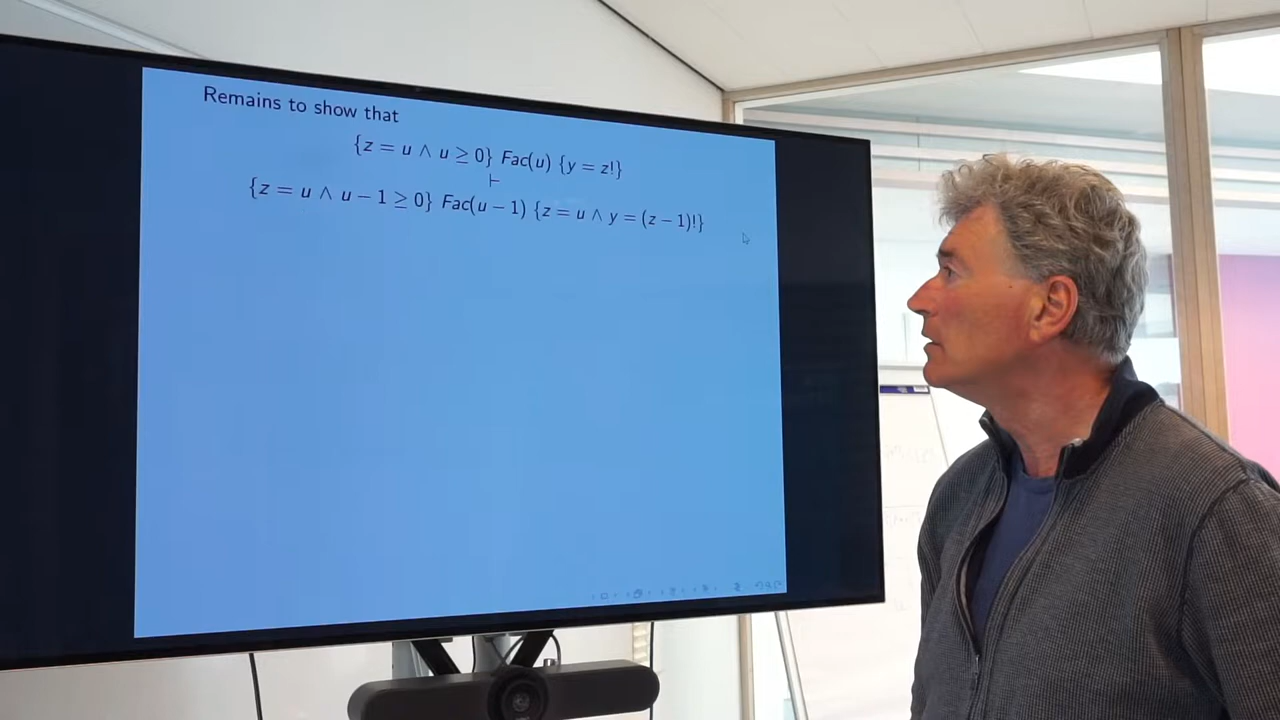 Remains to show that
{z = u ∧ u ≥ 0} Fac(u) {y = z!}
⊢
{z = u ∧ u − 1 ≥ 0} Fac(u − 1) {z = u ∧ y = (z − 1)!}